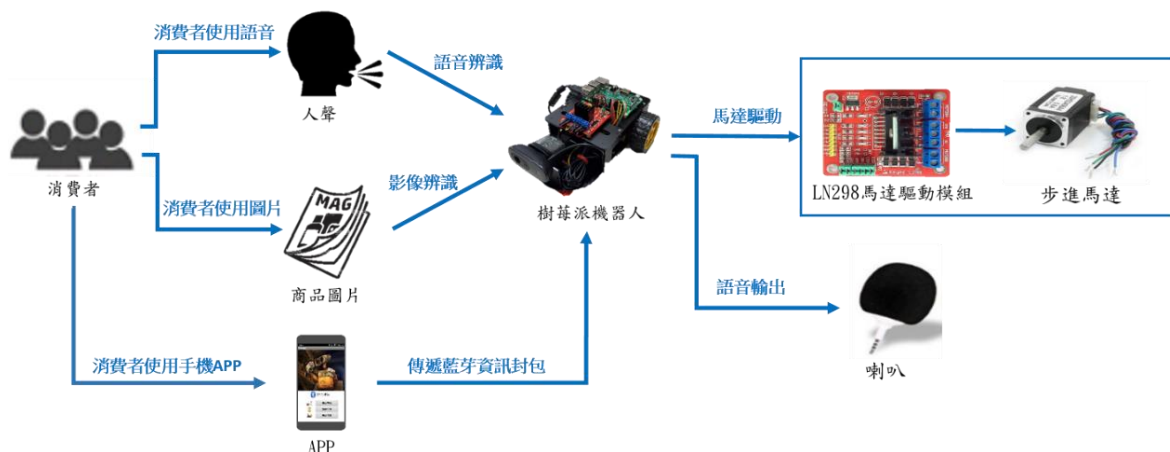 消費者使用語音
人聲
語音辨識
消費者
消費者使用圖片
MAG
商品圖片
影像辨識
樹莓派機器人
馬達驅動
LN298馬達驅動模組
步進馬達
語音輸出
喇叭
消費者使用手機APP
APP
傳遞藍芽資訊封包